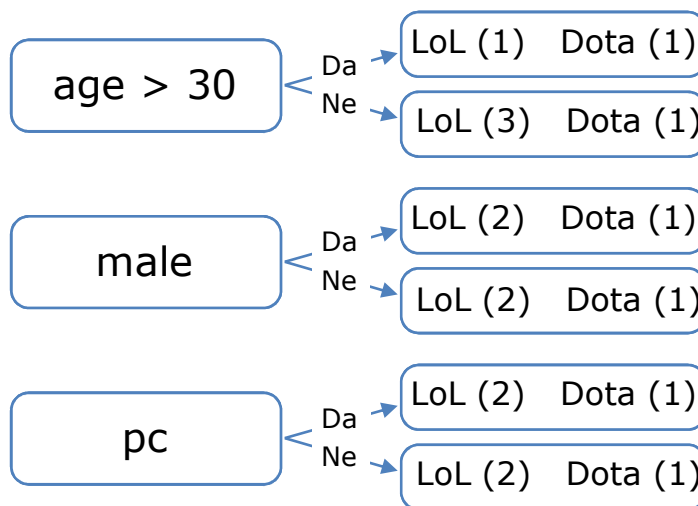 age > 30
Da
Ne
LoL (1) Dota (1)
LoL (3) Dota (1)
male
Da
Ne
LoL (2) Dota (1)
LoL (2) Dota (1)
pc
Da
Ne
LoL (2) Dota (1)
LoL (2) Dota (1)